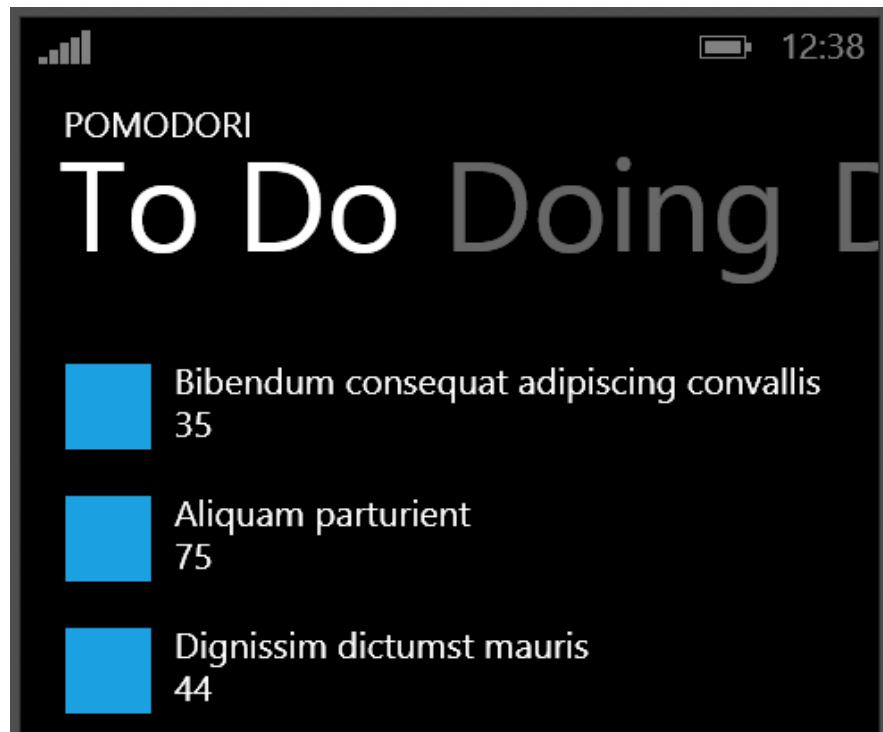 12:38
POMODORI
To Do Doing D
Bibendum consequat adipiscing convallis
35
Aliquam parturient
75
Dignissim dictumst mauris
44